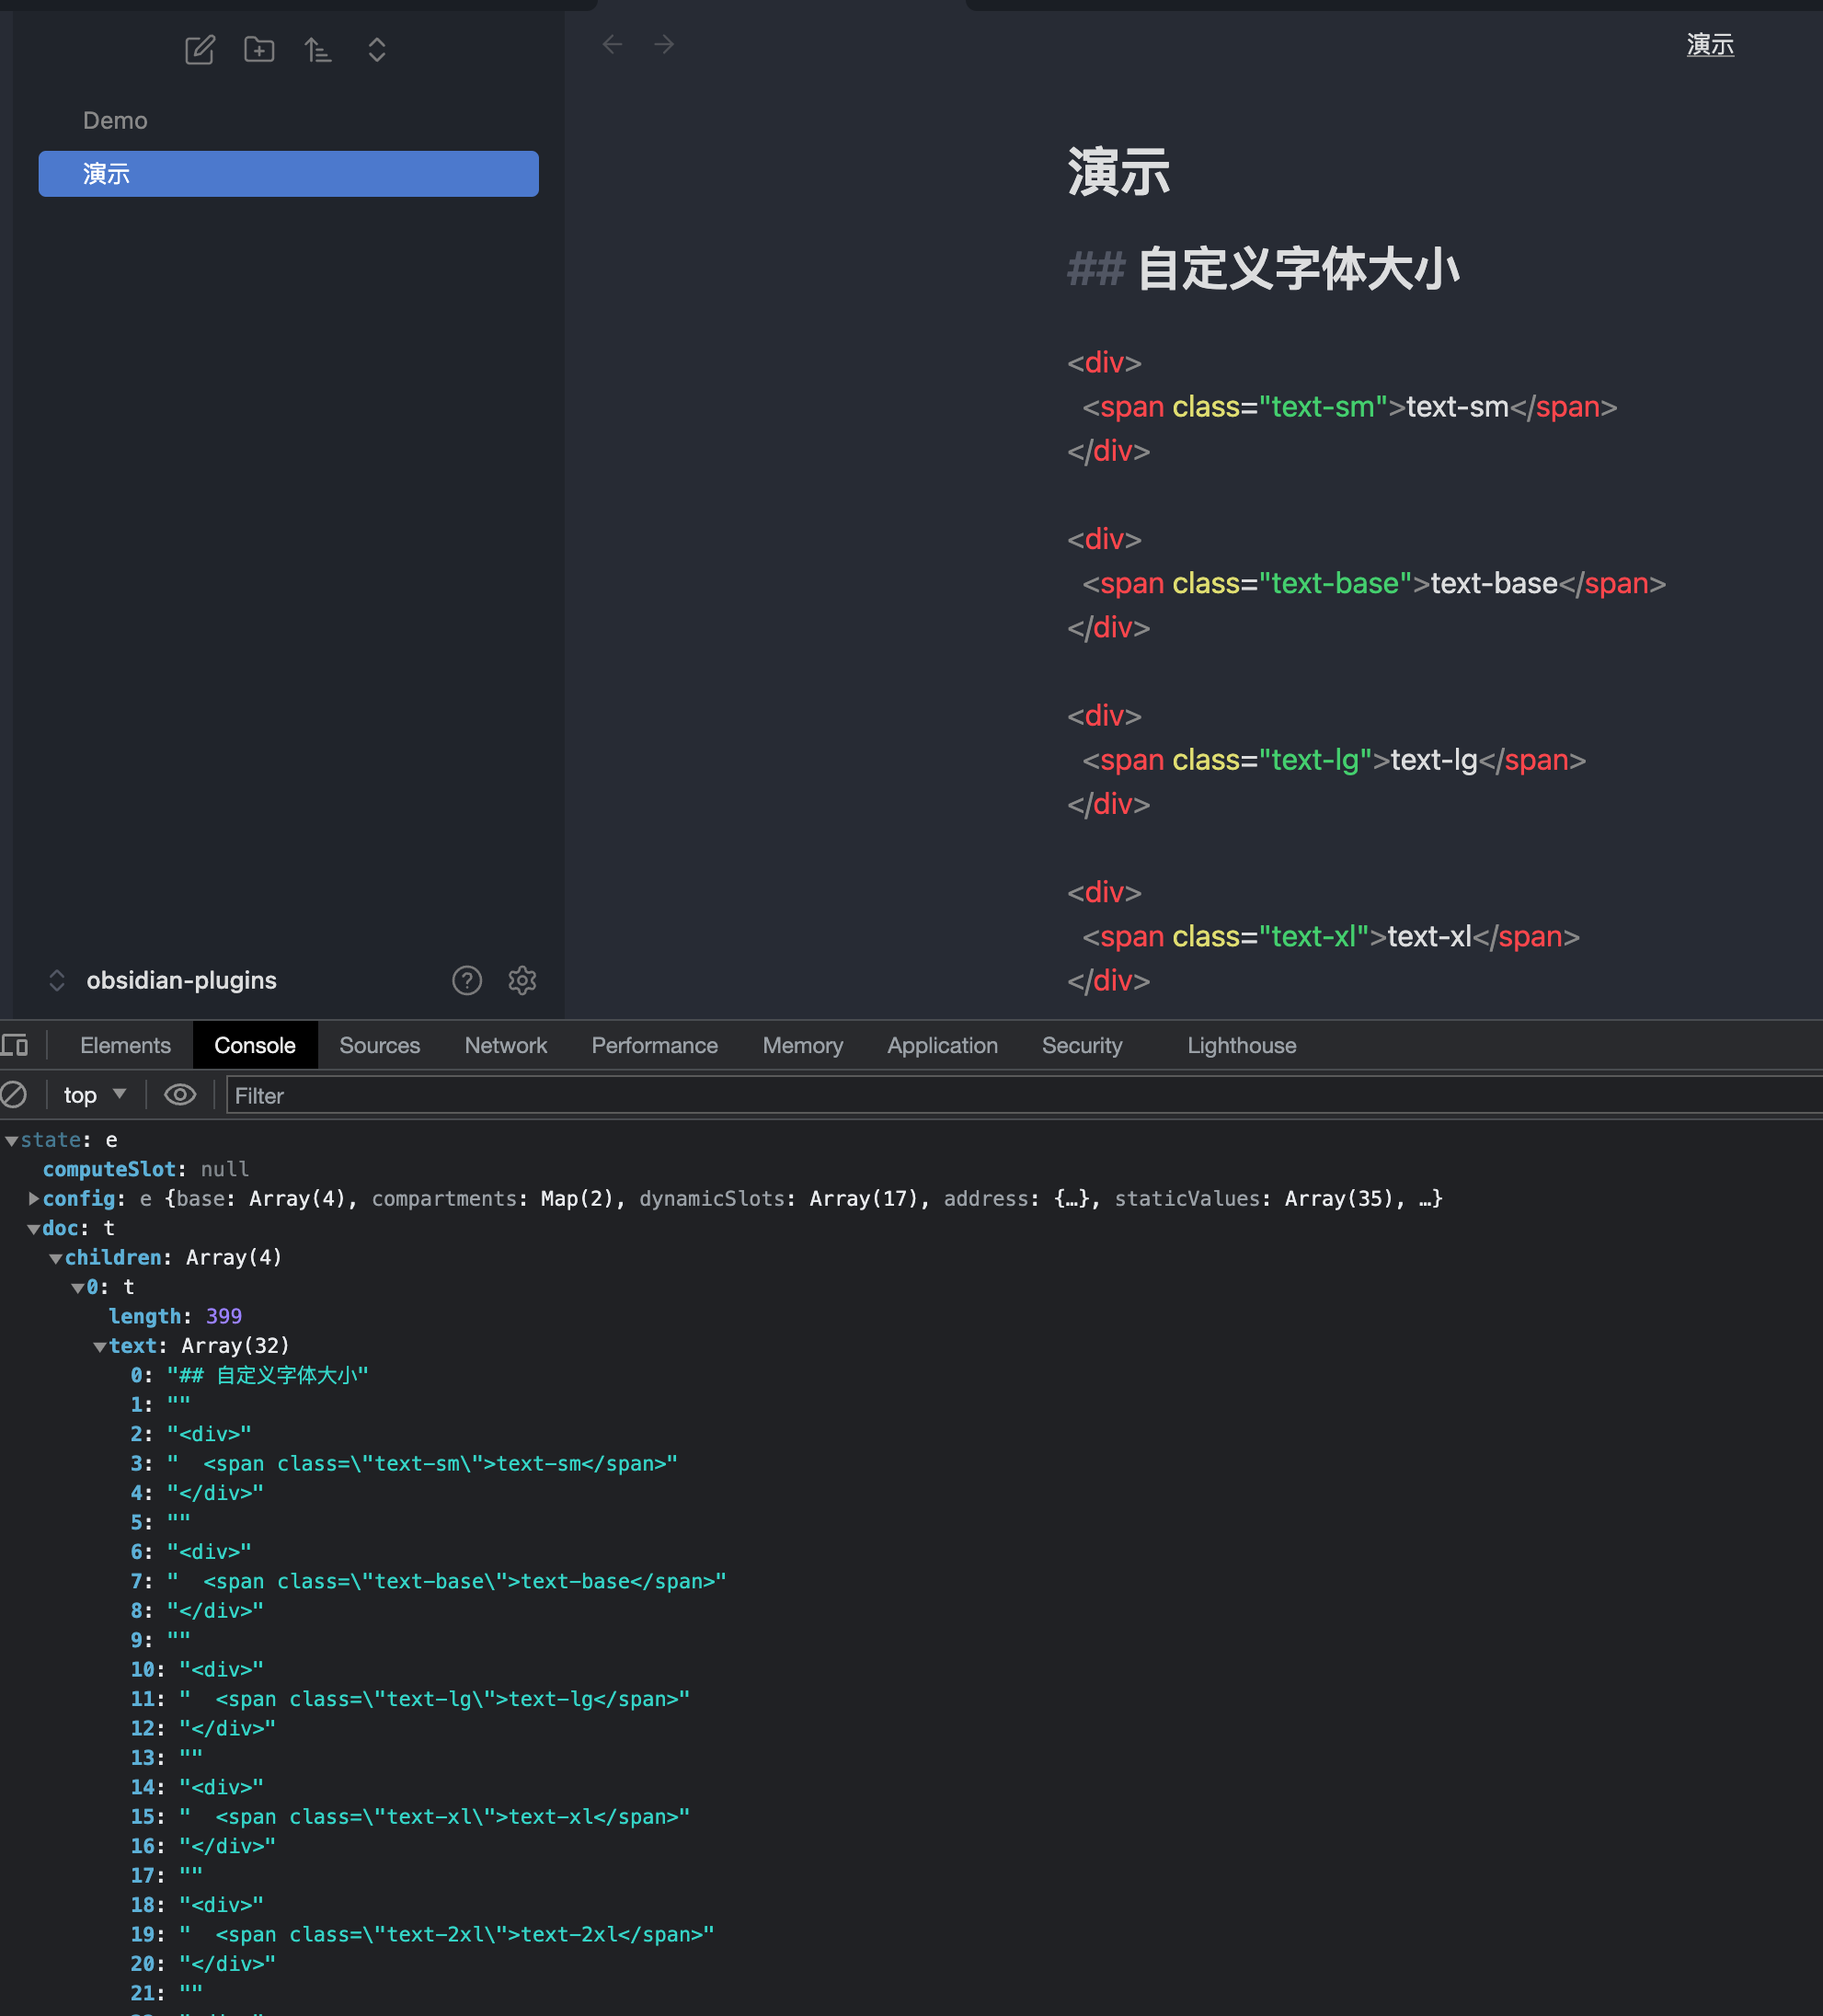 演示
Demo
演示
演示
## 自定义字体大小
<div>
<span class="text-sm">text-sm</span>
</div>
<div>
<span class="text-base">text-base</span>
</div>
<div>
<span class="text-lg">text-lg</span>
</div>
<div>
<span class="text-xl">text-xl</span>
</div>
obsidian-plugins
Elements Console Sources Network Performance Memory Application Security Lighthouse
top Filter
state: e
computeSlot: null
config: e {base: Array(4), compartments: Map(2), dynamicSlots: Array(17), address: {…}, staticValues: Array(35), …}
doc: t
children: Array(4)
0: t
length: 399
text: Array(32)
0: "## 自定义字体大小"
1: ""
2: "<div>"
3: "  <span class=\"text-sm\">text-sm</span>"
4: "</div>"
5: ""
6: "<div>"
7: "  <span class=\"text-base\">text-base</span>"
8: "</div>"
9: ""
10: "<div>"
11: "  <span class=\"text-lg\">text-lg</span>"
12: "</div>"
13: ""
14: "<div>"
15: "  <span class=\"text-xl\">text-xl</span>"
16: "</div>"
17: ""
18: "<div>"
19: "  <span class=\"text-2xl\">text-2xl</span>"
20: "</div>"
21: ""